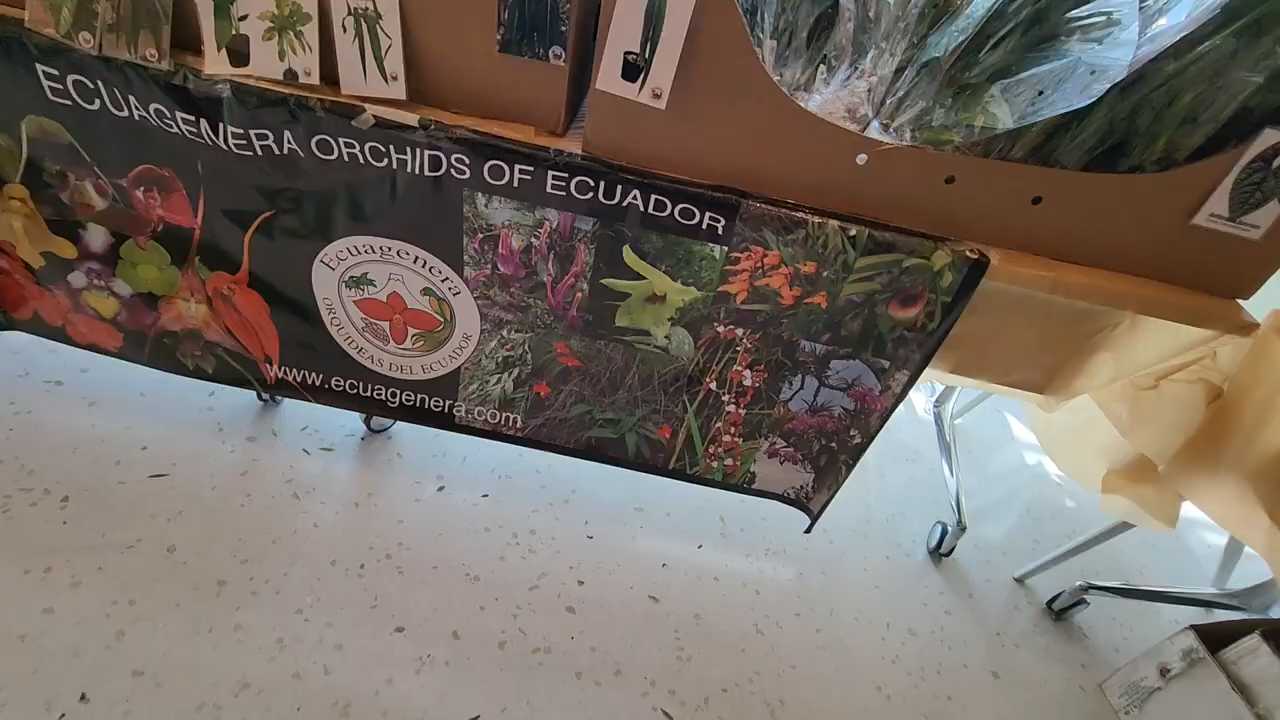 ECUAGENERA ORCHIDS OF ECUADOR
Ecuagenera
ORQUIDEAS DEL ECUADOR
www.ecuagenera.com